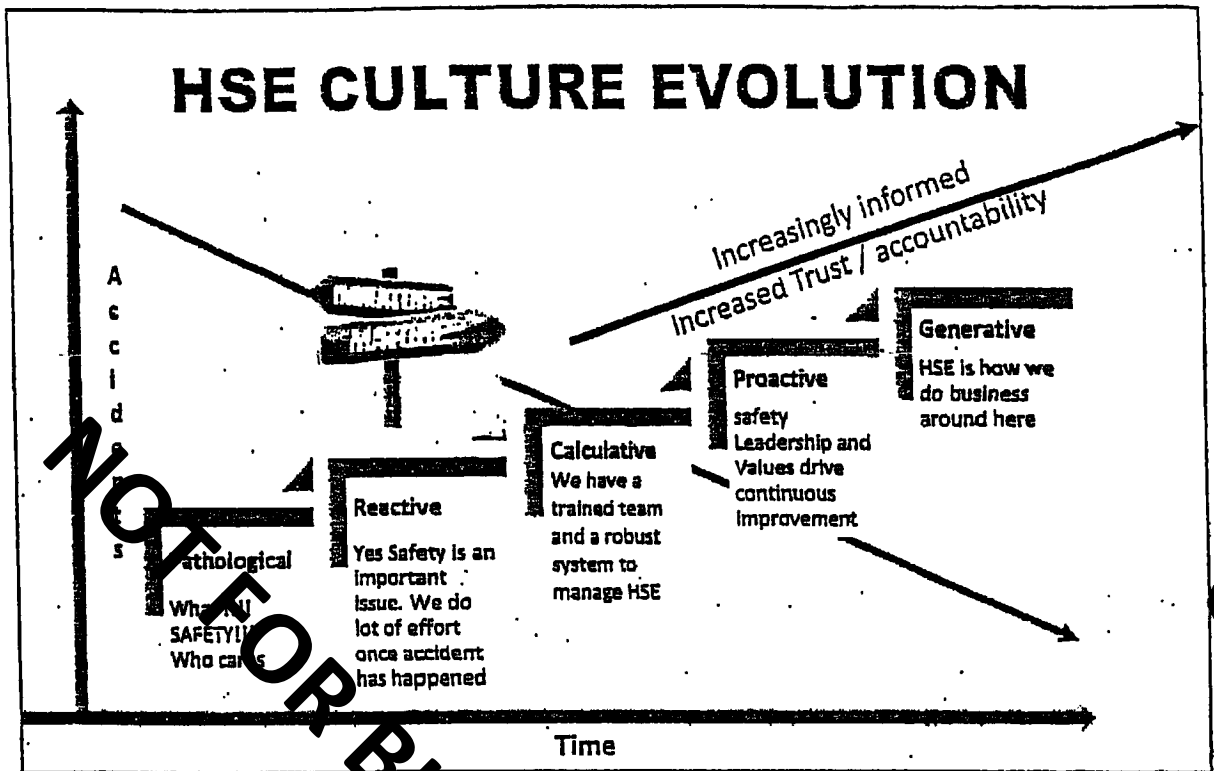 HSE CULTURE EVOLUTION
Increasingly informed
Increased Trust / accountability
Accidents
Generative
HSE is how we
do business
around here
Proactive
safety
Leadership and
Values drive
continuous
improvement
Calculative
We have a
trained team
and a robust
system to
manage HSE
Reactive
Yes Safety is an
important
issue. We do
lot of effort
once accident
has happened
athological
SAFETY!!!
Who cares
Time
NOT FOR